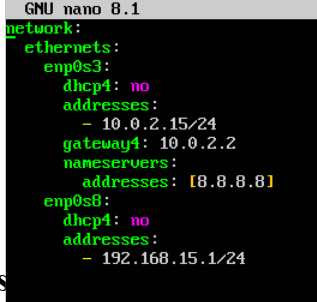 GNU nano 8.1
network:
  ethernets:
    enp0s3:
      dhcp4: no
      addresses:
        - 10.0.2.15/24
      gateway4: 10.0.2.2
      nameservers:
        addresses: [8.8.8.8]
    enp0s8:
      dhcp4: no
      addresses:
        - 192.168.15.1/24